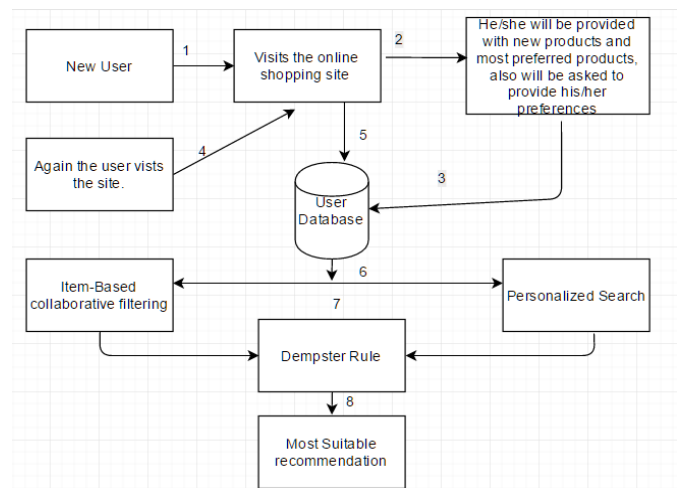 New User
1
Visits the online
shopping site
2
He/she will be provided
with new products and
most preferred products,
also will be asked to
provide his/her
preferences
Again the user vists
the site.
4
5
3
User
Database
6
Item-Based
collaborative filtering
Personalized Search
7
Dempster Rule
8
Most Suitable
recommendation